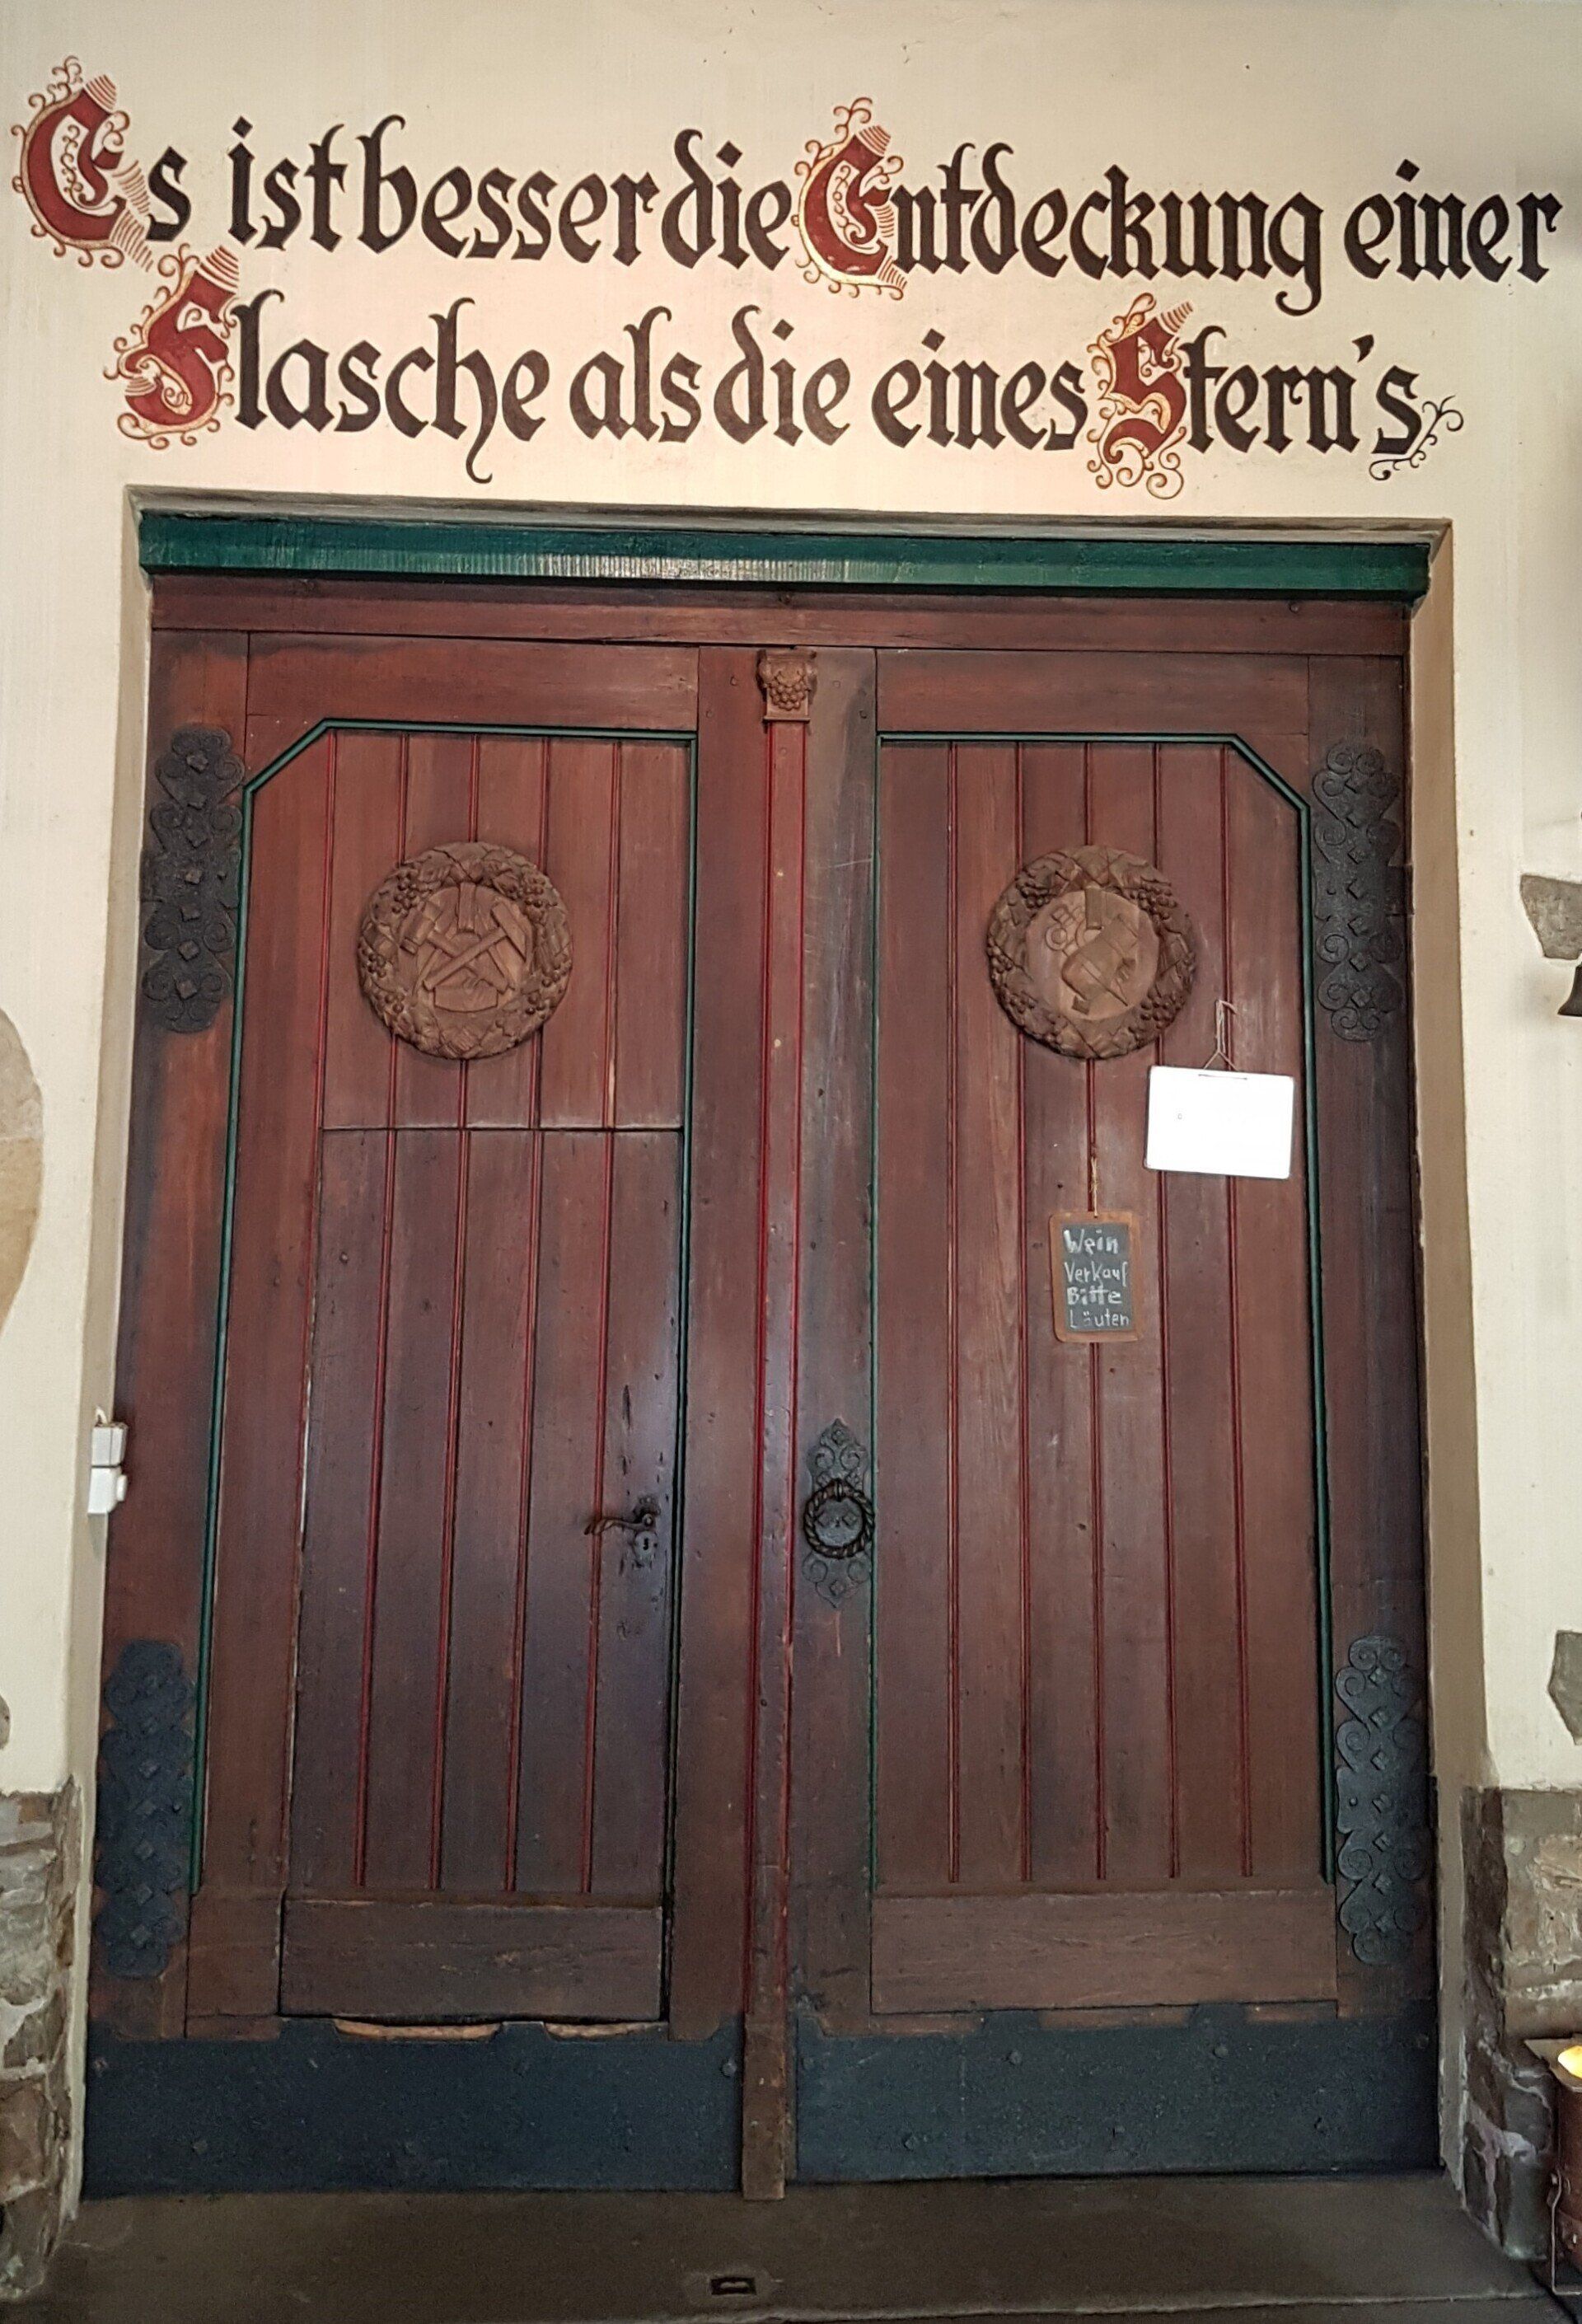 Es ist besser die Entdeckung einer
Flasche als die eines Stern's
Wein
Verkauf
Bitte
Läuten